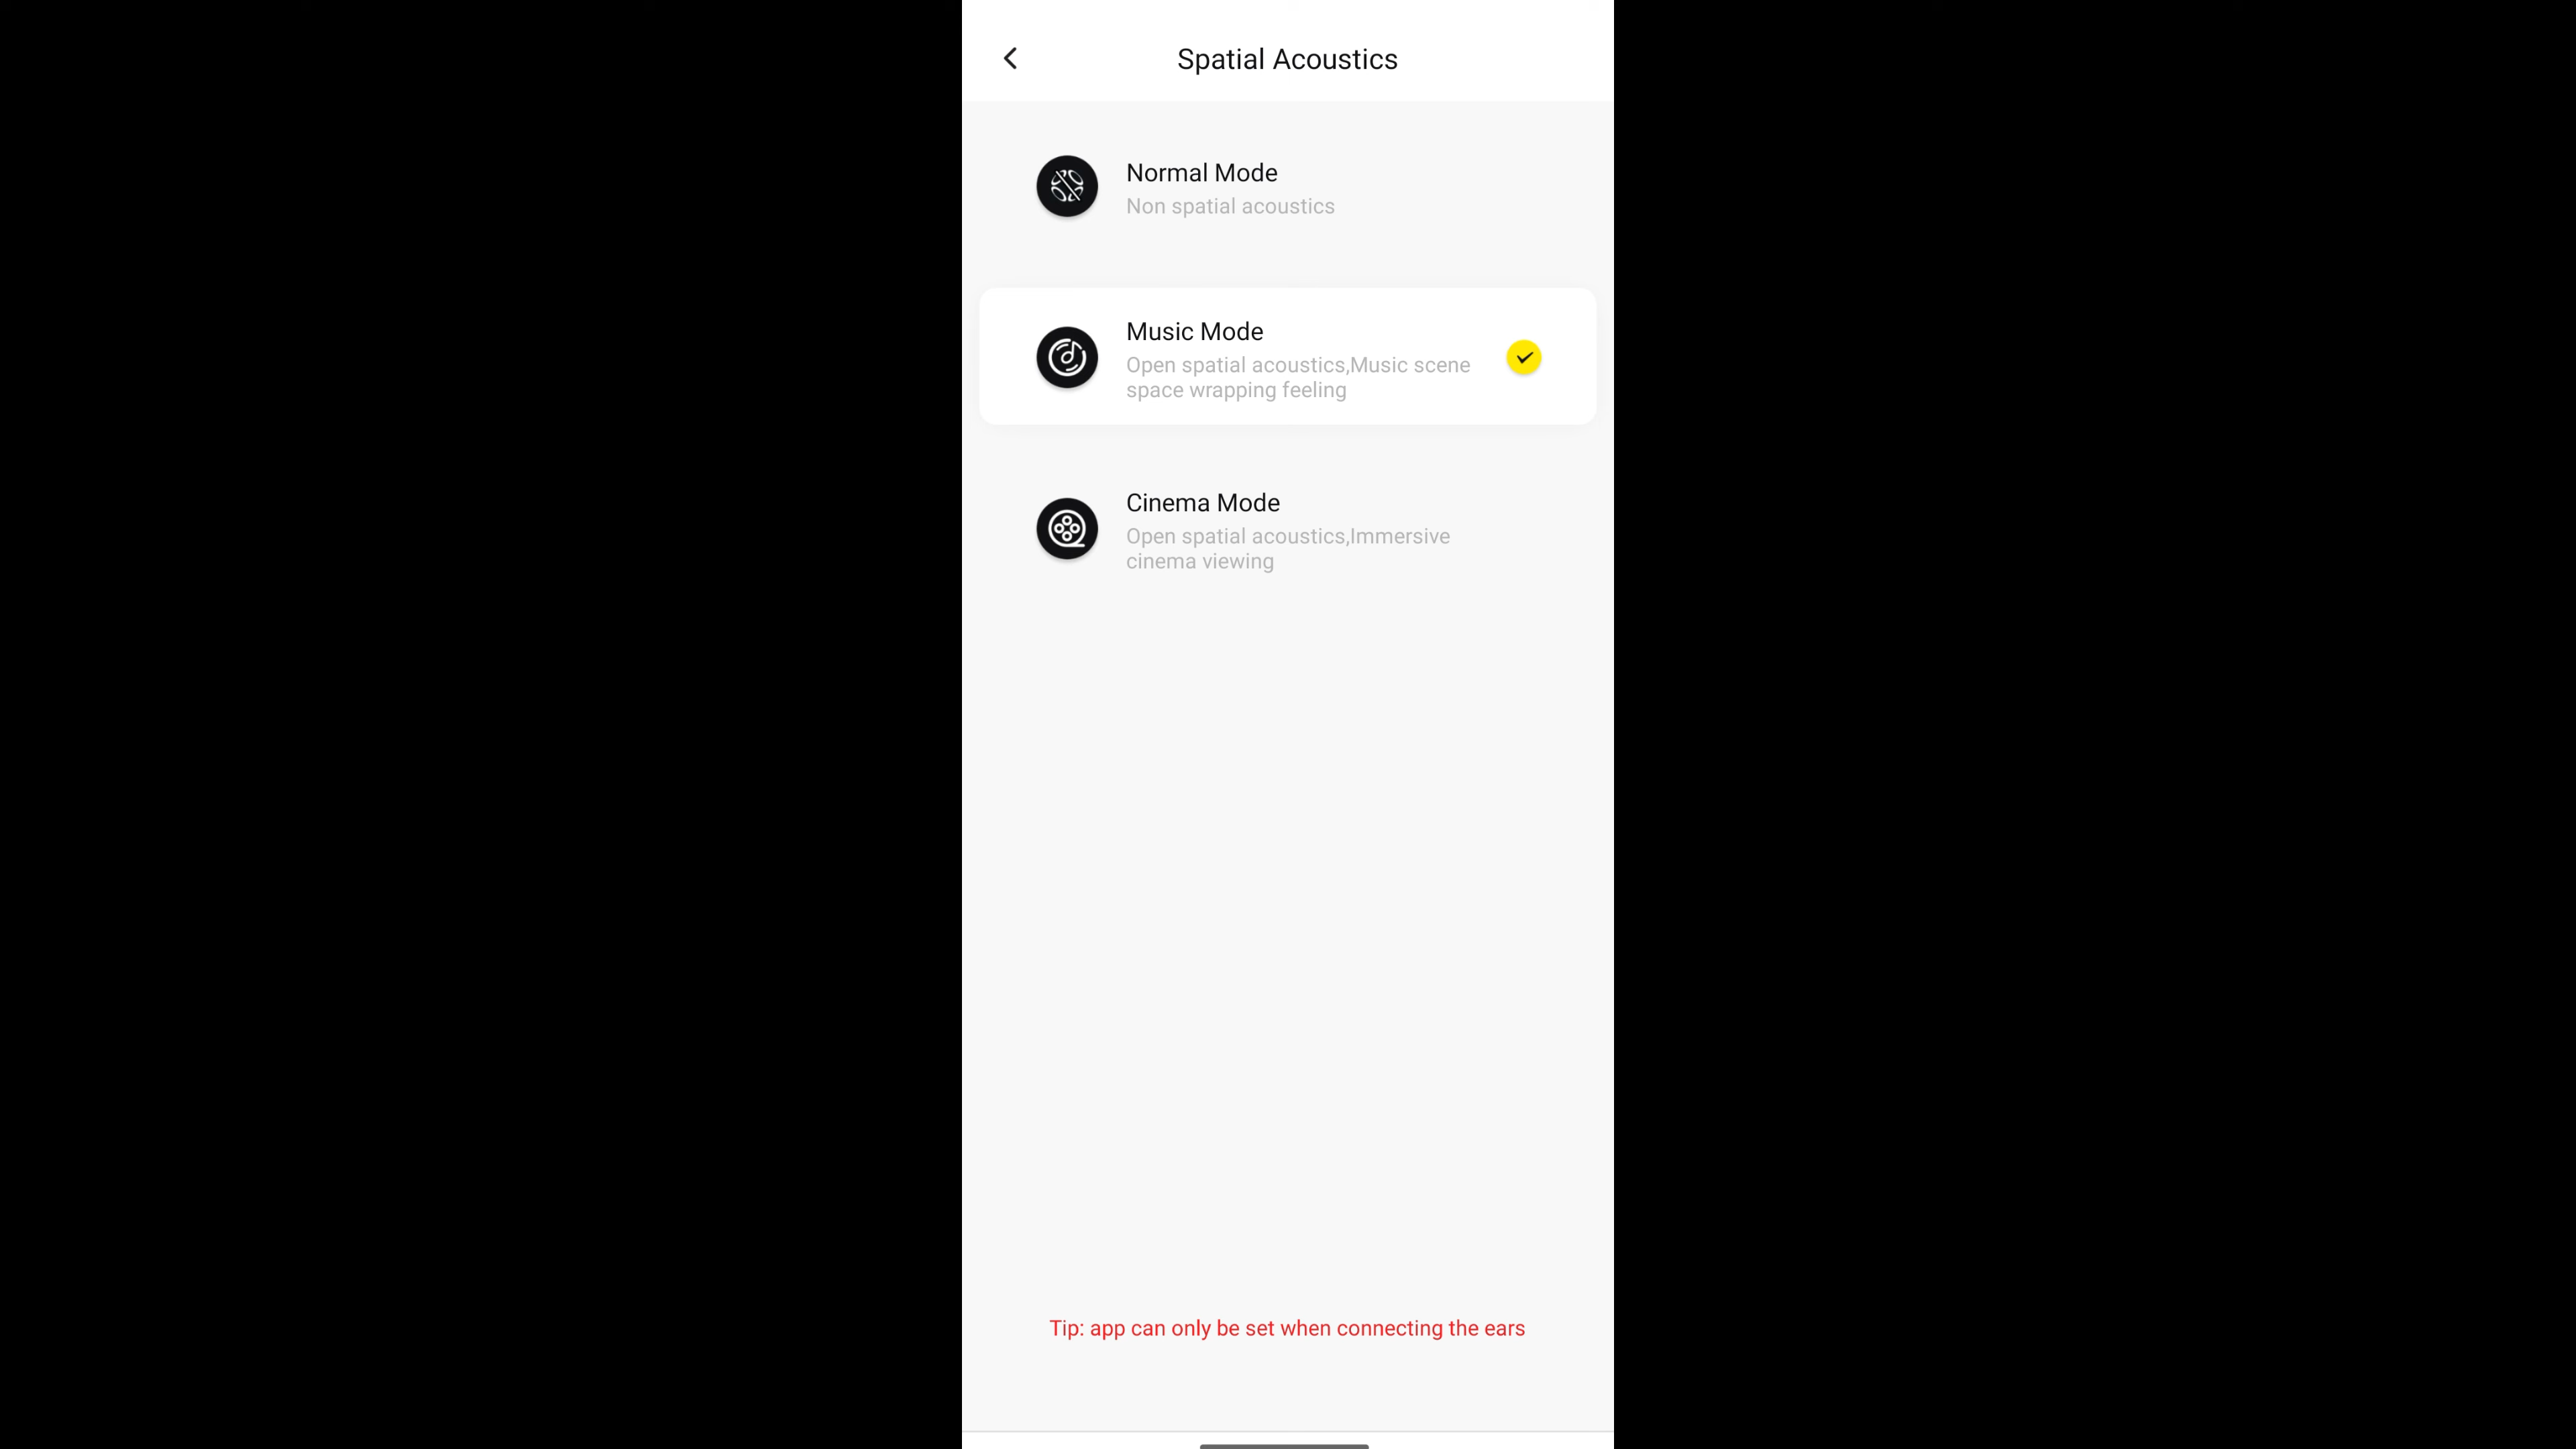 Spatial Acoustics
Normal Mode
Non spatial acoustics
Music Mode
Open spatial acoustics,Music scene
space wrapping feeling
Cinema Mode
Open spatial acoustics,Immersive
cinema viewing
Tip: app can only be set when connecting the ears